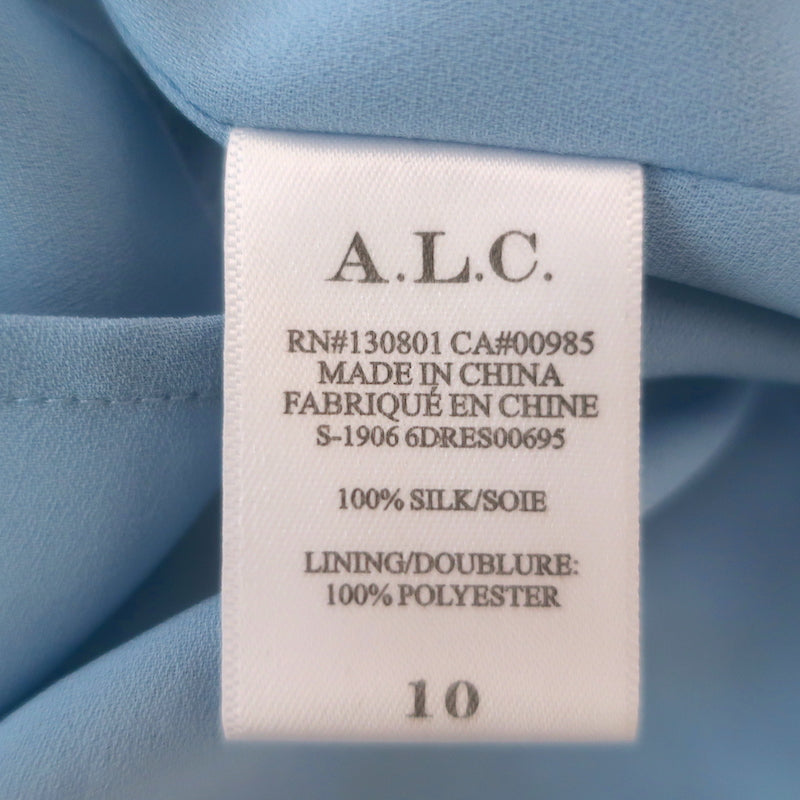 A.L.C.
RN#130801 CA#00985
MADE IN CHINA
FABRIQUÉ EN CHINE
S-1906 6DRES00695
100% SILK/SOIE
LINING/DOUBLURE:
100% POLYESTER
10